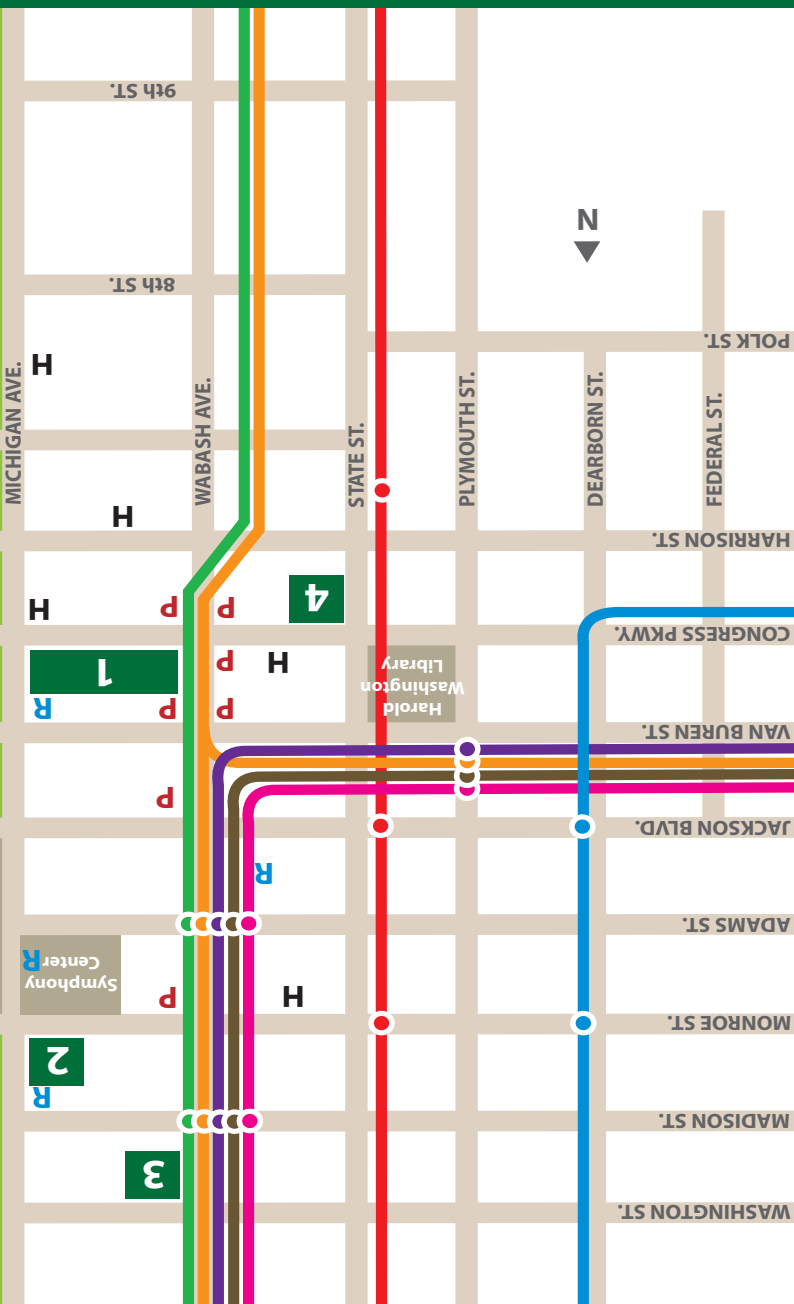 WASHINGTON ST.
3
MADISON ST.
R
2
MONROE ST.
H
P
Symphony
Center
R
ADAMS ST.
R
JACKSON BLVD.
P
VAN BUREN ST.
Harold
Washington
Library
P
P
R
1
H
P
CONGRESS PKWY.
4
P
P
H
HARRISON ST.
H
FEDERAL ST.
DEARBORN ST.
PLYMOUTH ST.
STATE ST.
WABASH AVE.
MICHIGAN AVE.
H
POLK ST.
8th ST.
N
9th ST.